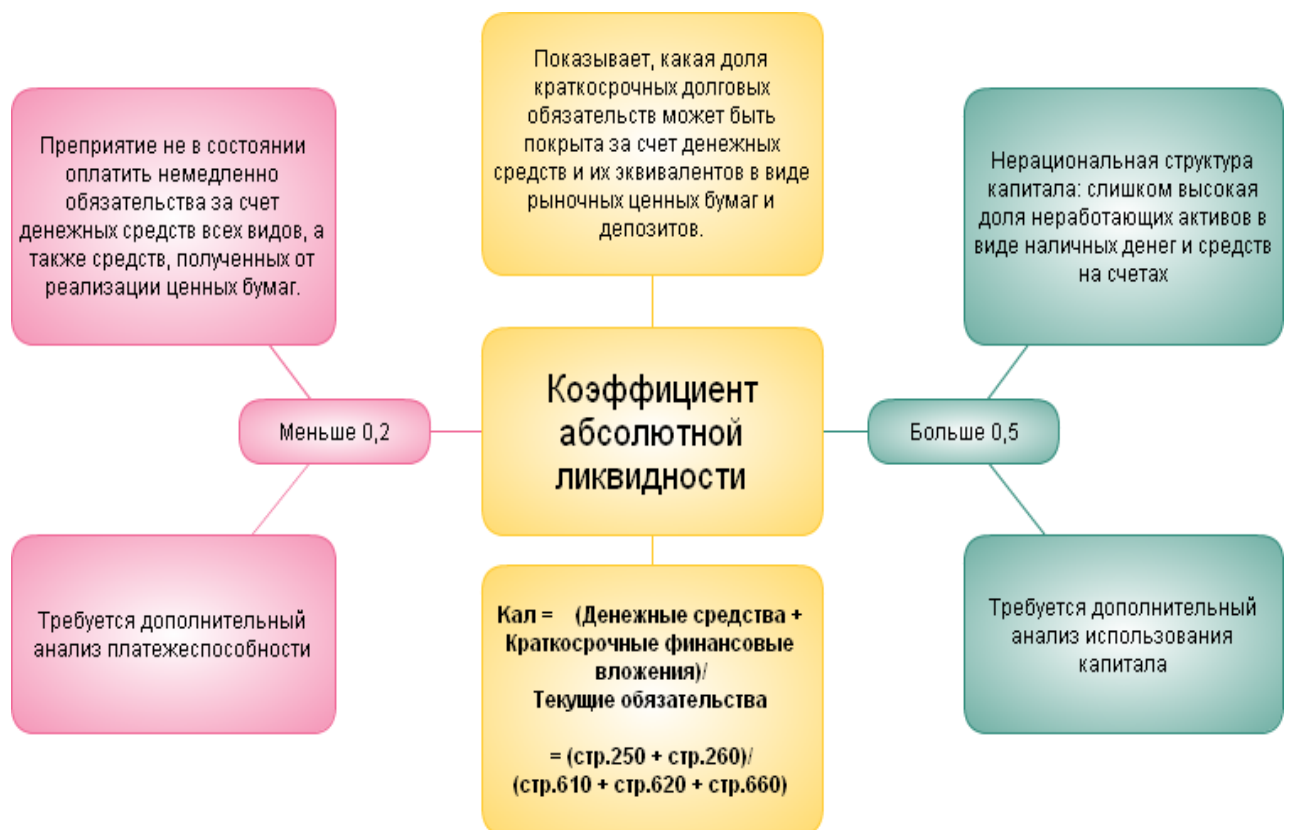 Показывает, какая доля
краткосрочных долговых
обязательств может быть
покрыта за счет денежных
средств и их эквивалентов в виде
рыночных ценных бумаг и
депозитов.
Преприятие не в состоянии
оплатить немедленно
обязательства за счет
денежных средств всех видов, а
также средств, полученных от
реализации ценных бумаг.
Нерациональная структура
капитала: слишком высокая
доля неработающих активов в
виде наличных денег и средств
на счетах
Меньше 0,2
Коэффициент
абсолютной
ликвидности
Больше 0,5
Требуется дополнительный
анализ платежеспособности
Кал = (Денежные средства +
Краткосрочные финансовые
вложения)/
Текущие обязательства
= (стр.250 + стр.260)/
(стр.610 + стр.620 + стр.660)
Требуется дополнительный
анализ использования
капитала